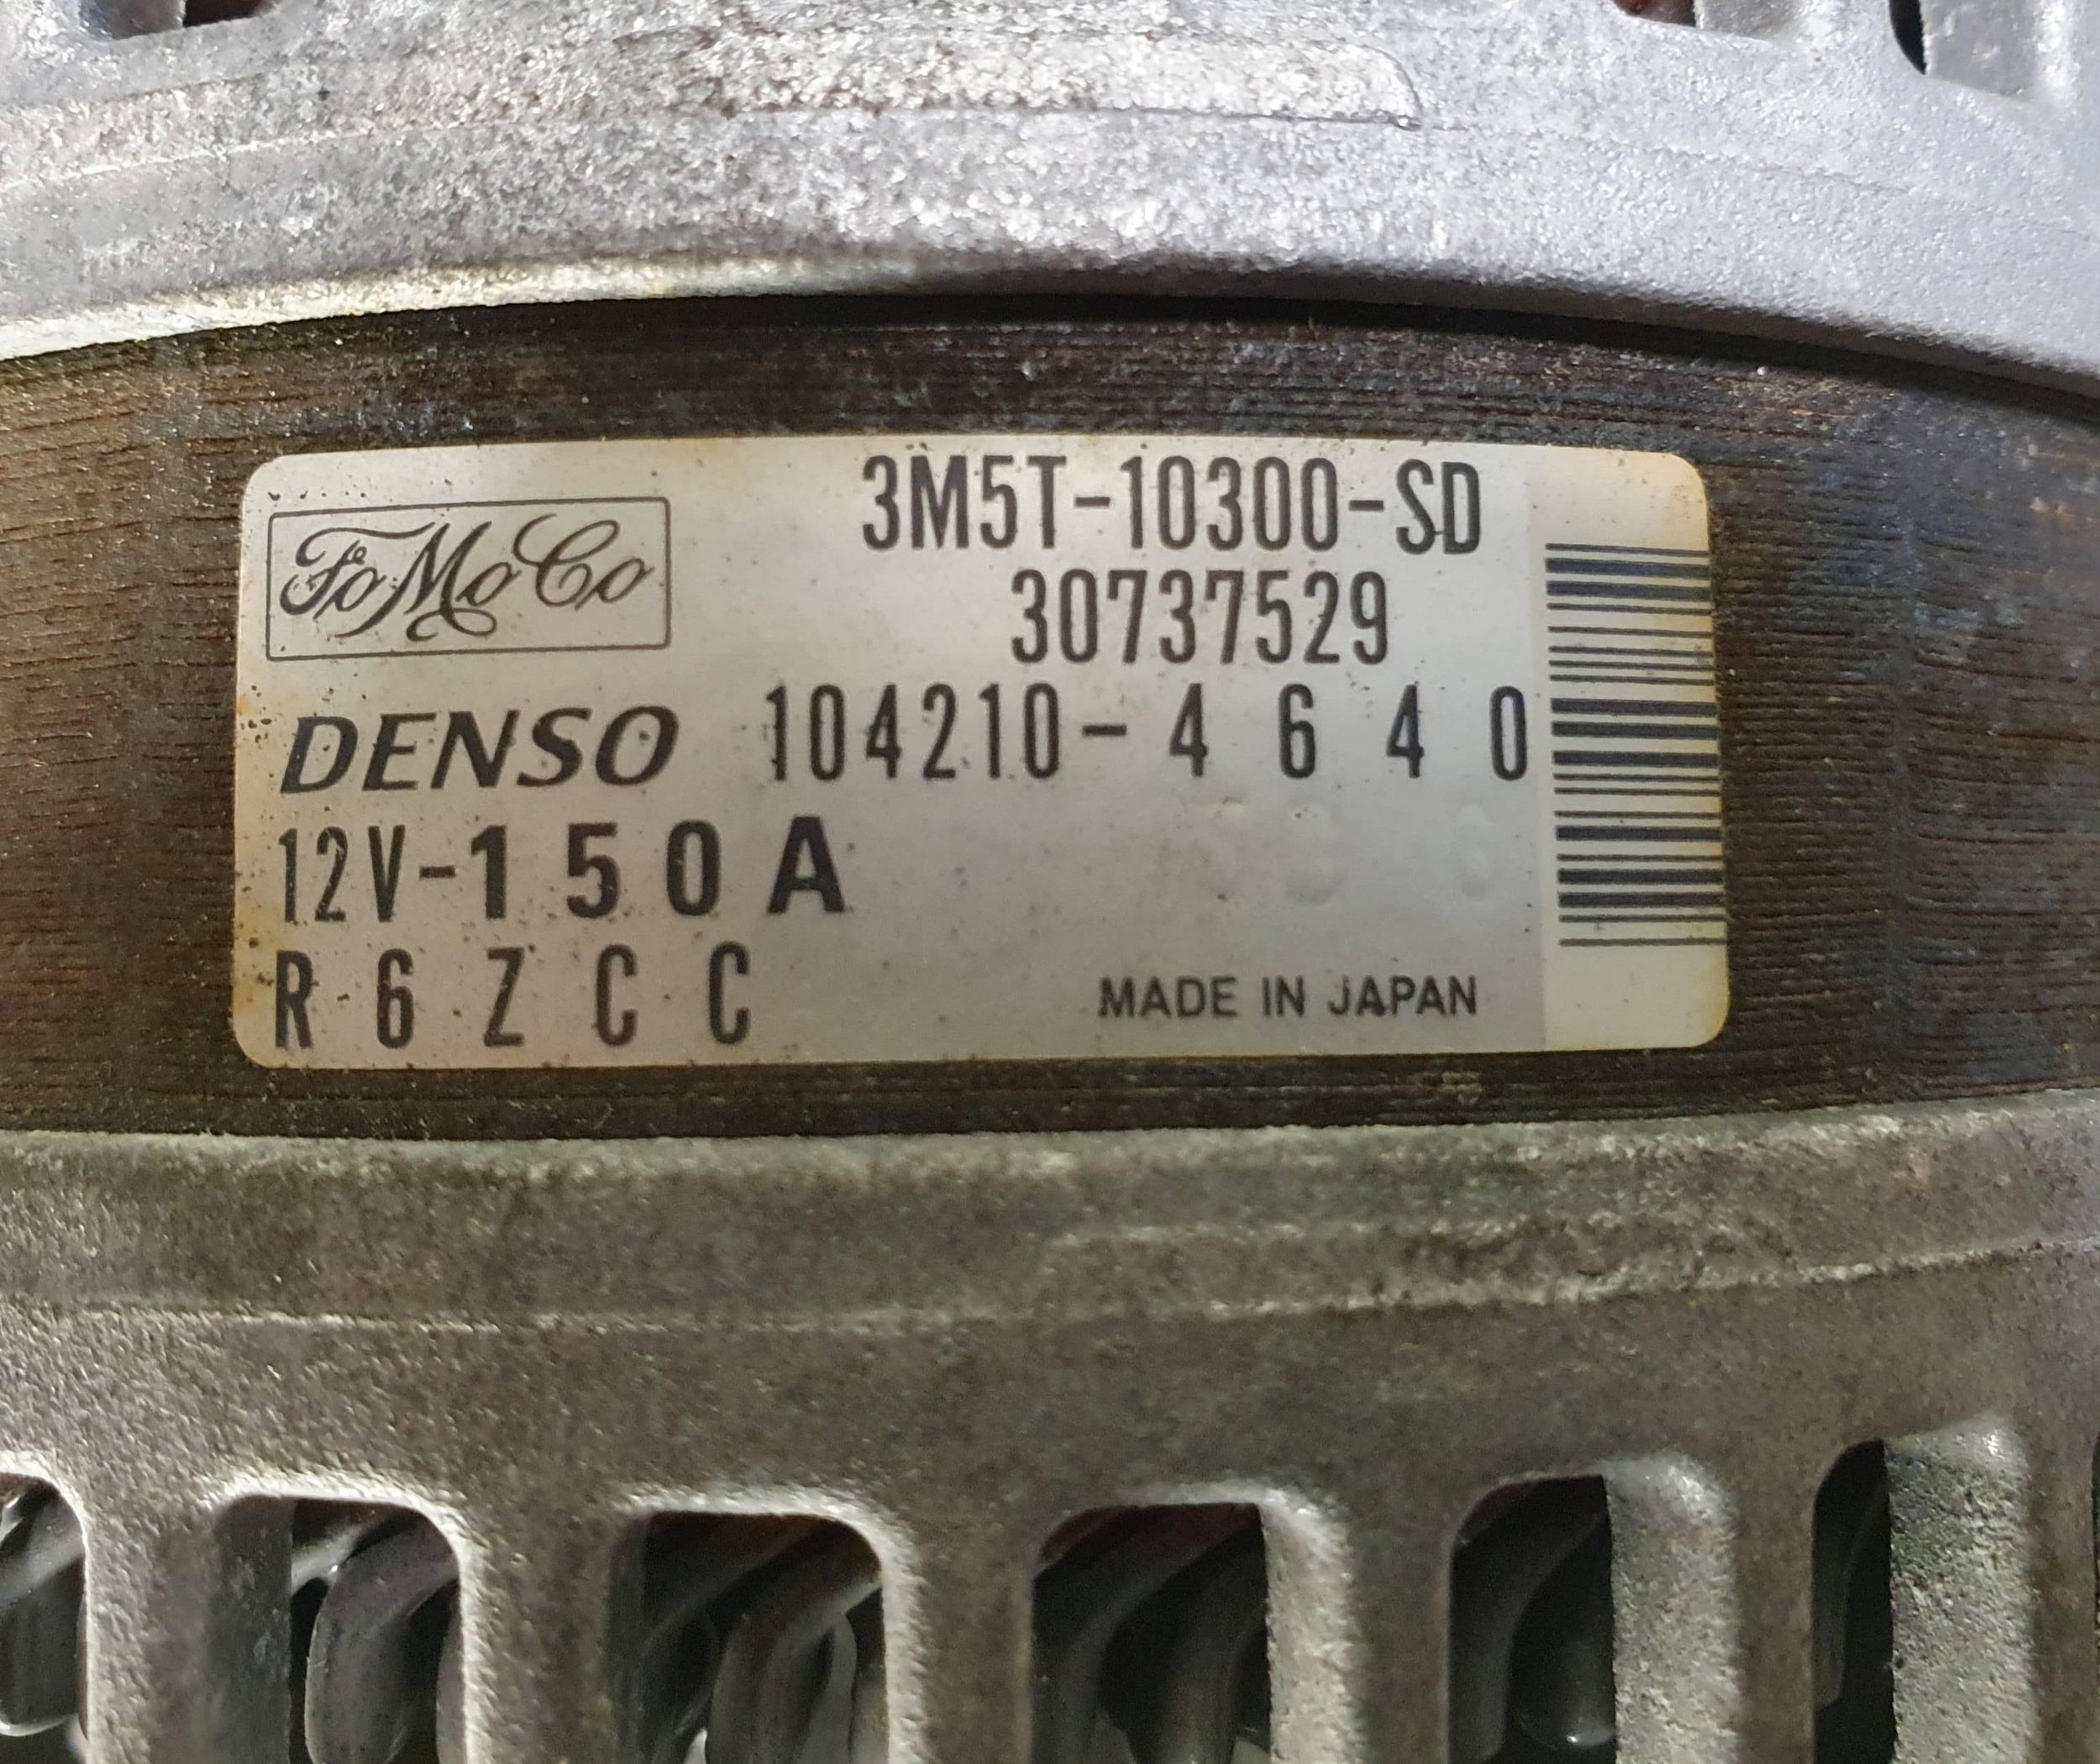 FoMoCo
3M5T-10300-SD
30737529
DENSO 104210-4640
12V-150A
R6ZCC
MADE IN JAPAN